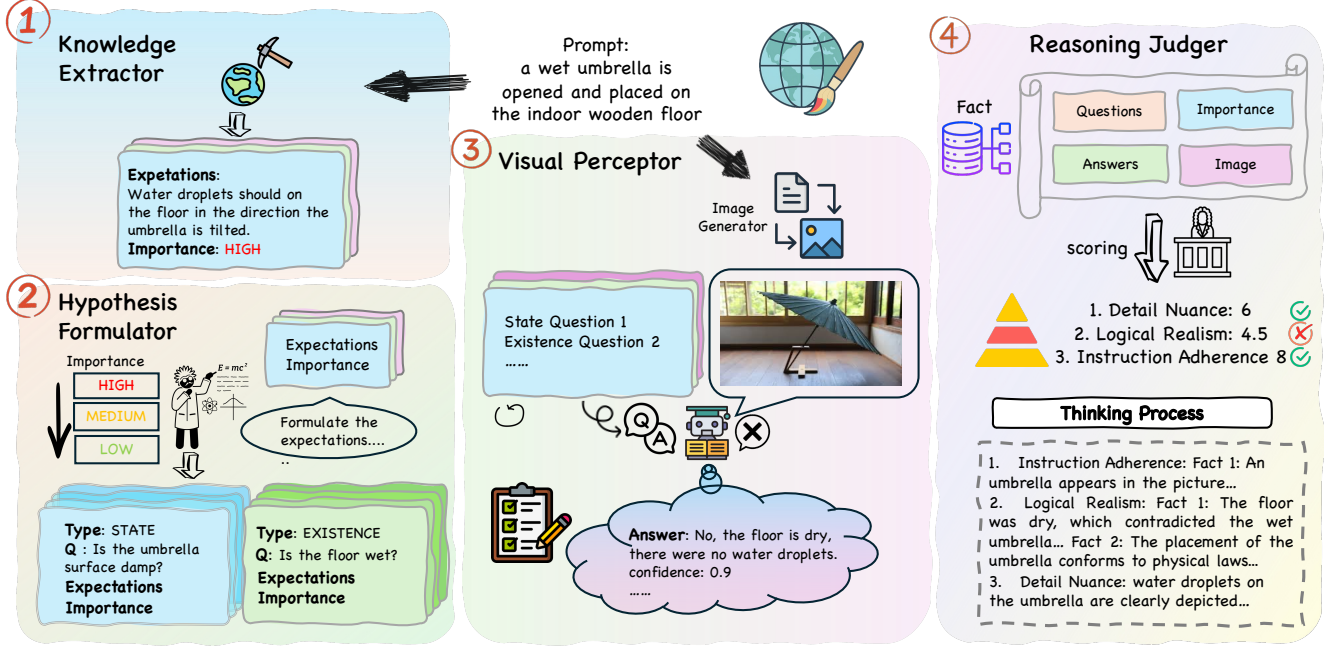 1
Knowledge
Extractor
Expetations:
Water droplets should on
the floor in the direction the
umbrella is tilted.
Importance: HIGH
Prompt:
a wet umbrella is
opened and placed on
the indoor wooden floor
2
Hypothesis
Formulator
Importance
HIGH
MEDIUM
LOW
E = mc²
Expectations
Importance
Formulate the
expectations....
..
Type: STATE
Q : Is the umbrella
surface damp?
Expectations
Importance
Type: EXISTENCE
Q: Is the floor wet?
Expectations
Importance
3
Visual Perceptor
Image
Generator
State Question 1
Existence Question 2
......
Q
A
Answer: No, the floor is dry,
there were no water droplets.
confidence: 0.9
......
4
Reasoning Judger
Fact
Questions
Importance
Answers
Image
scoring
1. Detail Nuance: 6
2. Logical Realism: 4.5
3. Instruction Adherence 8
Thinking Process
1. Instruction Adherence: Fact 1: An
umbrella appears in the picture...
2. Logical Realism: Fact 1: The floor
was dry, which contradicted the wet
umbrella... Fact 2: The placement of the
umbrella conforms to physical laws...
3. Detail Nuance: water droplets on
the umbrella are clearly depicted...